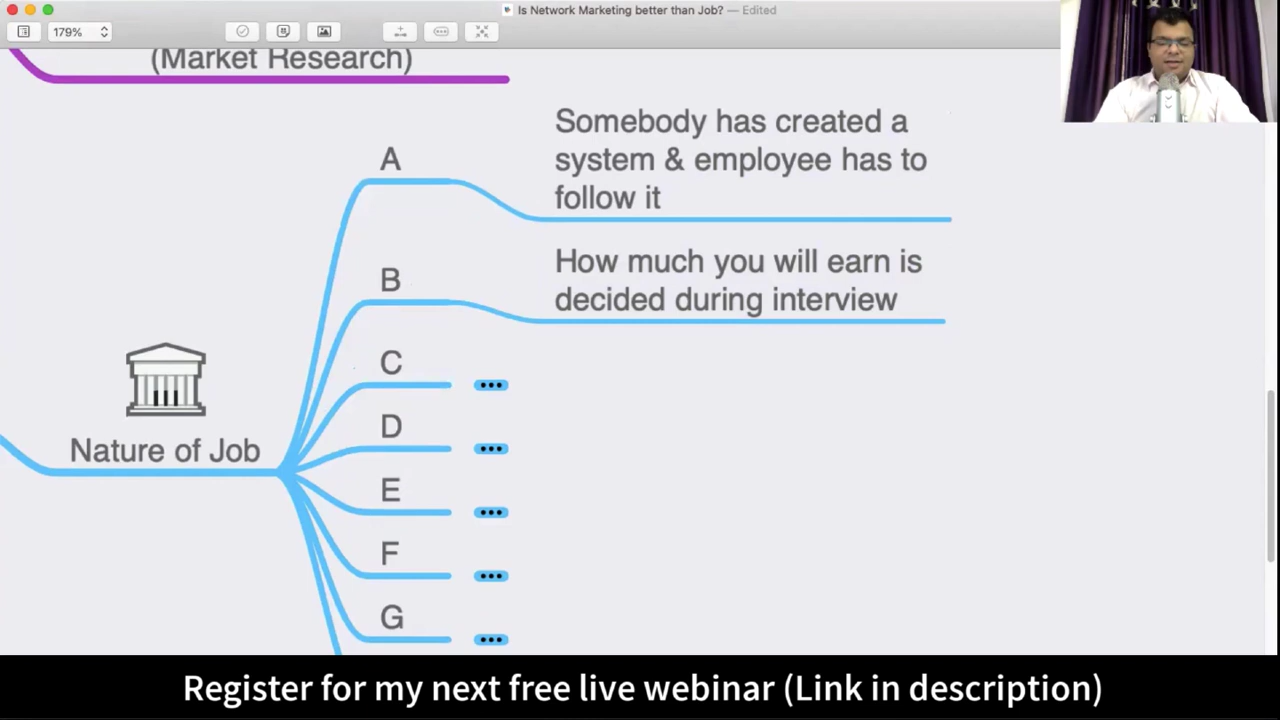 Is Network Marketing better than Job? — Edited
179%
(Market Research)
A
Somebody has created a
system & employee has to
follow it
B
How much you will earn is
decided during interview
C
Nature of Job
D
E
F
G
Register for my next free live webinar (Link in description)